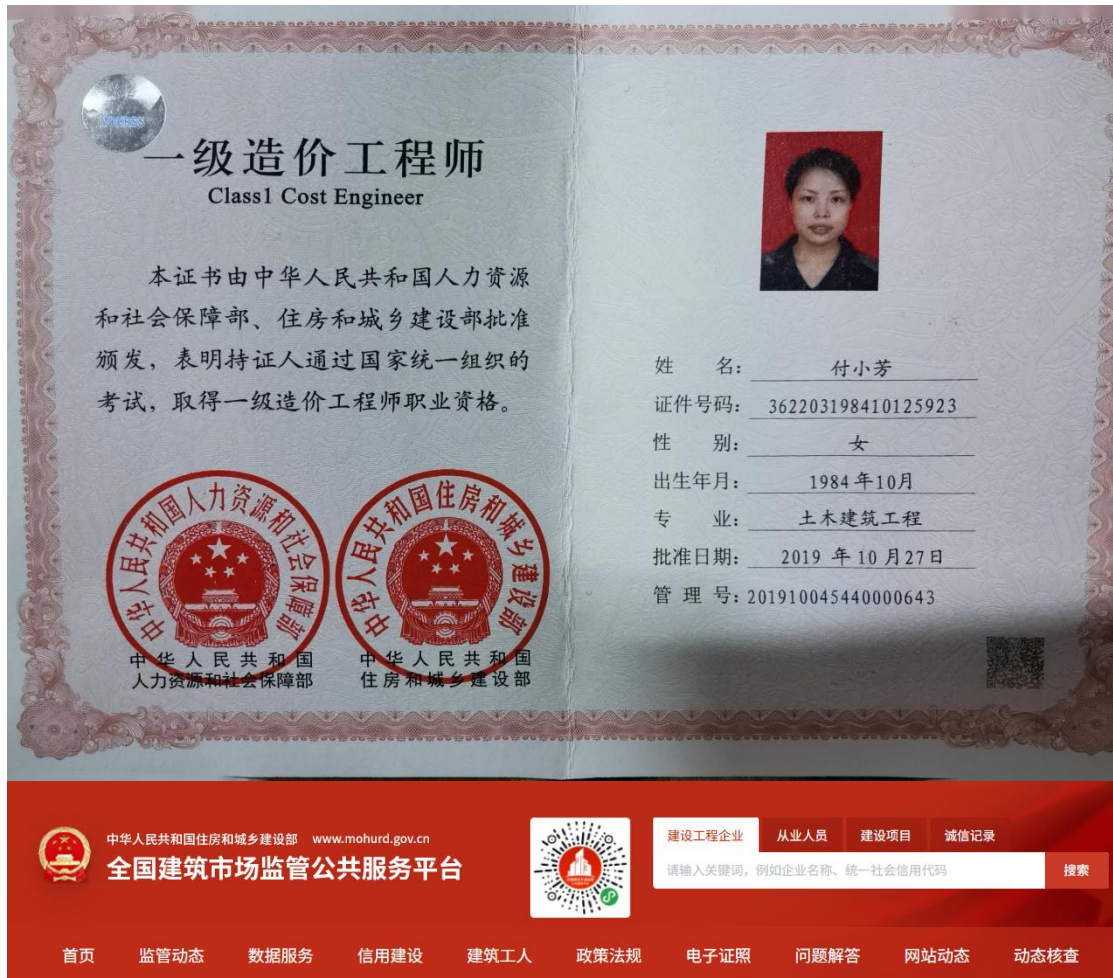 一级造价工程师
Class1 Cost Engineer
本证书由中华人民共和国人力资源
和社会保障部、住房和城乡建设部批准
颁发，表明持证人通过国家统一组织的
考试，取得一级造价工程师职业资格。
中华人民共和国人力资源和社会保障部
中华人民共和国住房和城乡建设部
中华人民共和国
人力资源和社会保障部
中华人民共和国
住房和城乡建设部
姓 名：付小芳
证件号码：362203198410125923
性 别：女
出生年月：1984年10月
专 业：土木建筑工程
批准日期：2019 年 10月27日
管 理 号：201910045440000643
中华人民共和国住房和城乡建设部 www.mohurd.gov.cn
全国建筑市场监管公共服务平台
建设工程企业 从业人员 建设项目 诚信记录
请输入关键词，例如企业名称、统一社会信用代码 搜索
首页 监管动态 数据服务 信用建设 建筑工人 政策法规 电子证照 问题解答 网站动态 动态核查